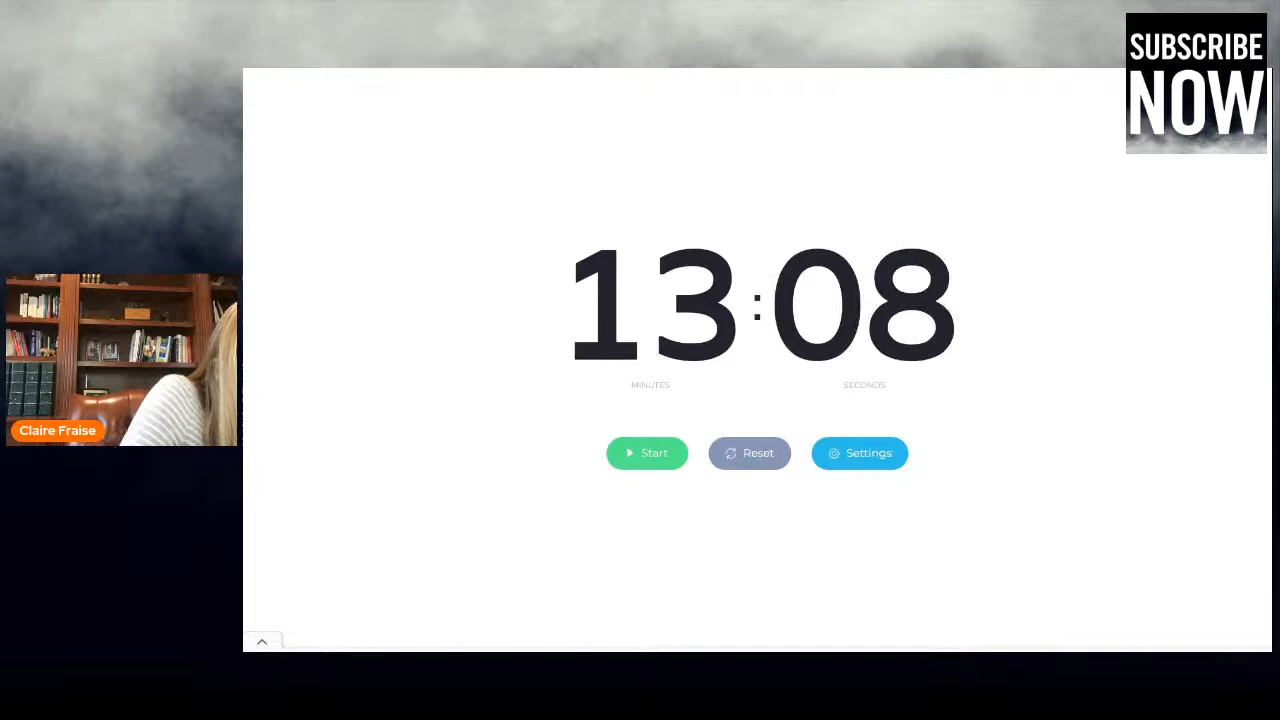 SUBSCRIBE
NOW
13:08
MINUTES
SECONDS
Start
Reset
Settings
Claire Fraise